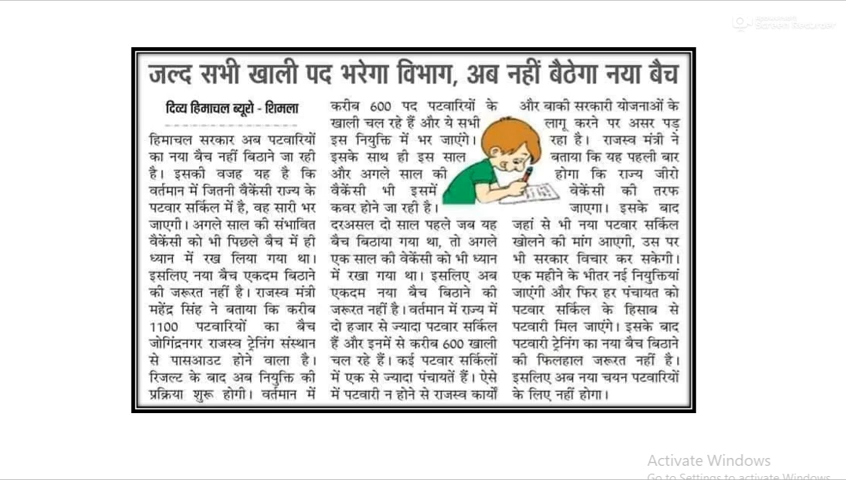 जल्द सभी खाली पद भरेगा विभाग, अब नहीं बैठेगा नया बैच
दिव्य हिमाचल ब्यूरो - शिमला
हिमाचल सरकार अब पटवारियों
का नया बैच नहीं बिठाने जा रही
है। इसकी वजह यह है कि
वर्तमान में जितनी वैकेंसी राज्य के
पटवार सर्किल में है, वह सारी भर
जाएगी। अगले साल की संभावित
वैकेंसी को भी पिछले बैच में ही
ध्यान में रख लिया गया था।
इसलिए नया बैच एकदम बिठाने
की जरूरत नहीं है। राजस्व मंत्री
महेंद्र सिंह ने बताया कि करीब
1100 पटवारियों का बैच
जोगिंद्रनगर राजस्व ट्रेनिंग संस्थान
से पासआउट होने वाला है।
रिजल्ट के बाद अब नियुक्ति की
प्रक्रिया शुरू होगी। वर्तमान में
करीब 600 पद पटवारियों के
खाली चल रहे हैं और ये सभी
इस नियुक्ति में भर जाएंगे।
इसके साथ ही इस साल
और अगले साल की
वैकेंसी भी इसमें
कवर होने जा रही है।
दरअसल दो साल पहले जब यह
बैच बिठाया गया था, तो अगले
एक साल की वेकेंसी को भी ध्यान
में रखा गया था। इसलिए अब
एकदम नया बैच बिठाने की
जरूरत नहीं है। वर्तमान में राज्य में
दो हजार से ज्यादा पटवार सर्किल
हैं और इनमें से करीब 600 खाली
चल रहे हैं। कई पटवार सर्किलों
में एक से ज्यादा पंचायतें हैं। ऐसे
में पटवारी न होने से राजस्व कार्यों
और बाकी सरकारी योजनाओं के
लागू करने पर असर पड़
रहा है। राजस्व मंत्री ने
बताया कि यह पहली बार
होगा कि राज्य जीरो
वेकेंसी की तरफ
जाएगा। इसके बाद
जहां से भी नया पटवार सर्किल
खोलने की मांग आएगी, उस पर
भी सरकार विचार कर सकेगी।
एक महीने के भीतर नई नियुक्तियां
जाएंगी और फिर हर पंचायत को
पटवार सर्किल के हिसाब से
पटवारी मिल जाएंगे। इसके बाद
पटवारी ट्रेनिंग का नया बैच बिठाने
की फिलहाल जरूरत नहीं है।
इसलिए अब नया चयन पटवारियों
के लिए नहीं होगा।
Activate Windows
Go to Settings to activate Windows